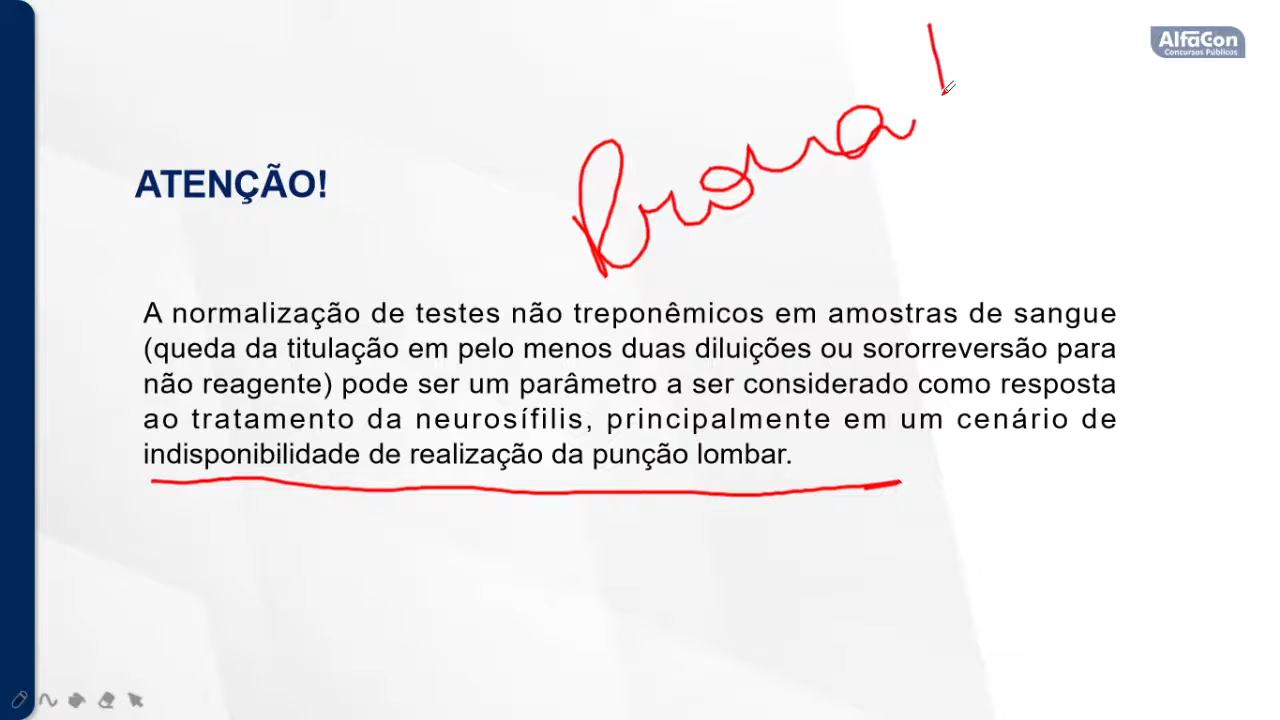 AlfaCon
Concursos Públicos
Prova!
ATENÇÃO!
A normalização de testes não treponêmicos em amostras de sangue
(queda da titulação em pelo menos duas diluições ou sororreversão para
não reagente) pode ser um parâmetro a ser considerado como resposta
ao tratamento da neurosífilis, principalmente em um cenário de
indisponibilidade de realização da punção lombar.